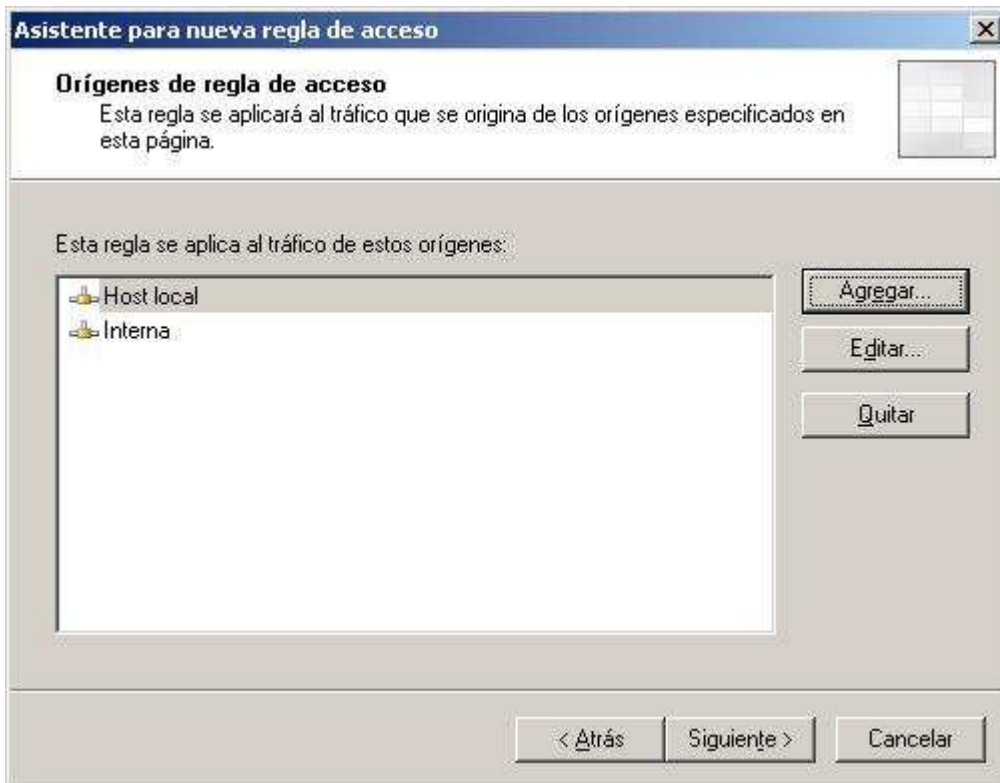 Asistente para nueva regla de acceso
Orígenes de regla de acceso
Esta regla se aplicará al tráfico que se origina de los orígenes especificados en
esta página.
Esta regla se aplica al tráfico de estos orígenes:
Host local
Interna
Agregar...
Editar...
Quitar
< Atrás
Siguiente >
Cancelar